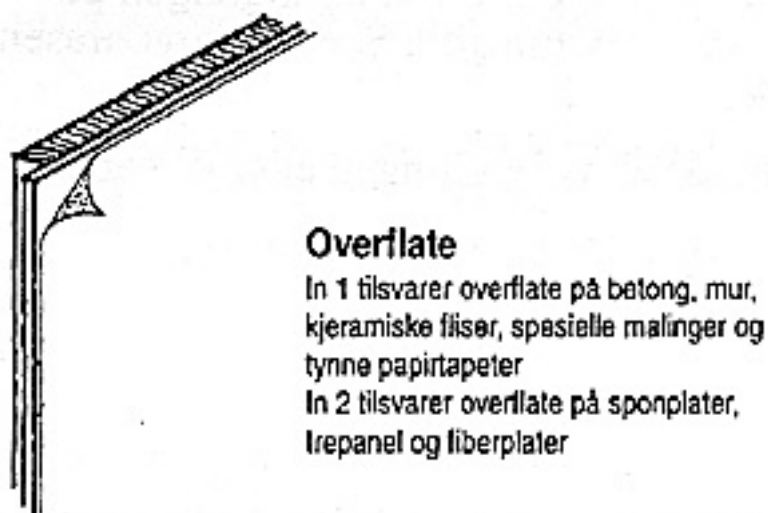 Overflate
In 1 tilsvarer overflate på betong, mur,
kjeramiske fliser, spesielle malinger og
tynne papirtapeter
In 2 tilsvarer overflate på sponplater,
trepanel og fiberplater